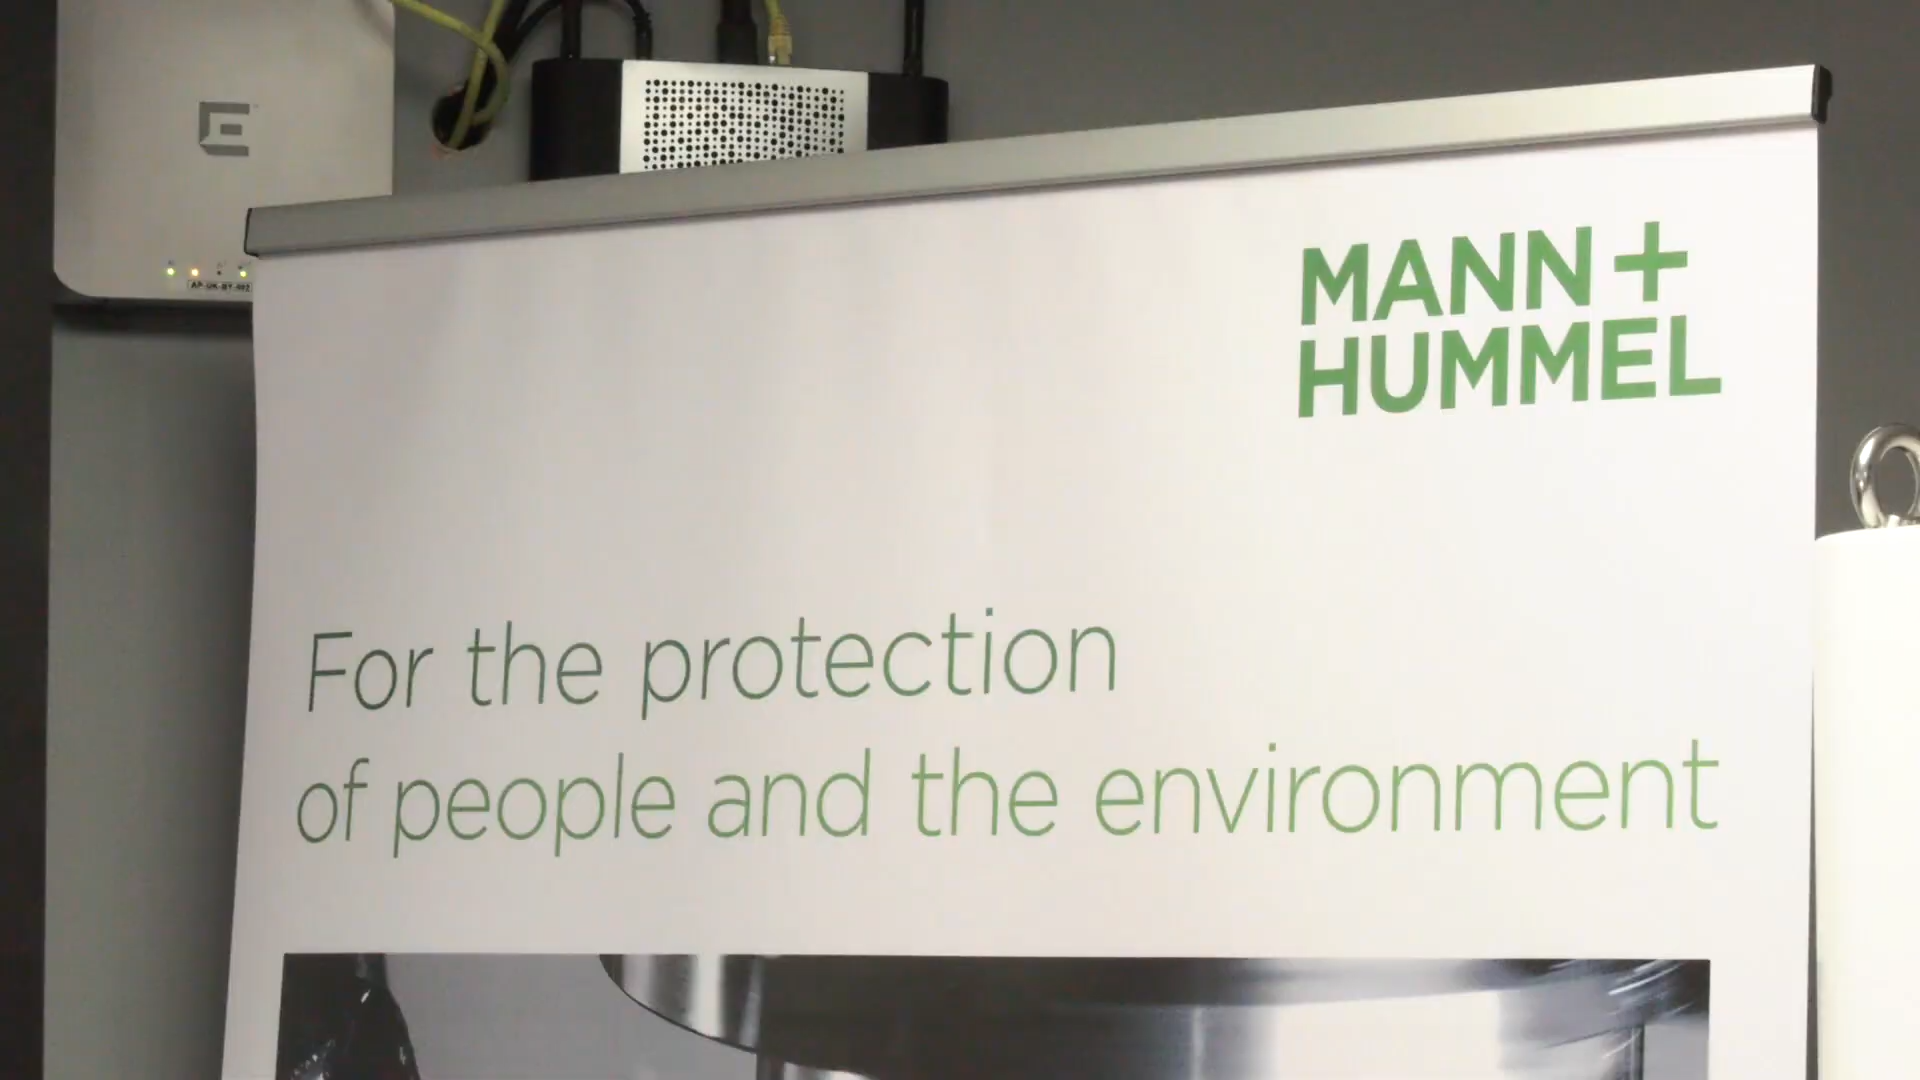 MANN+
HUMMEL
For the protection
of people and the environment